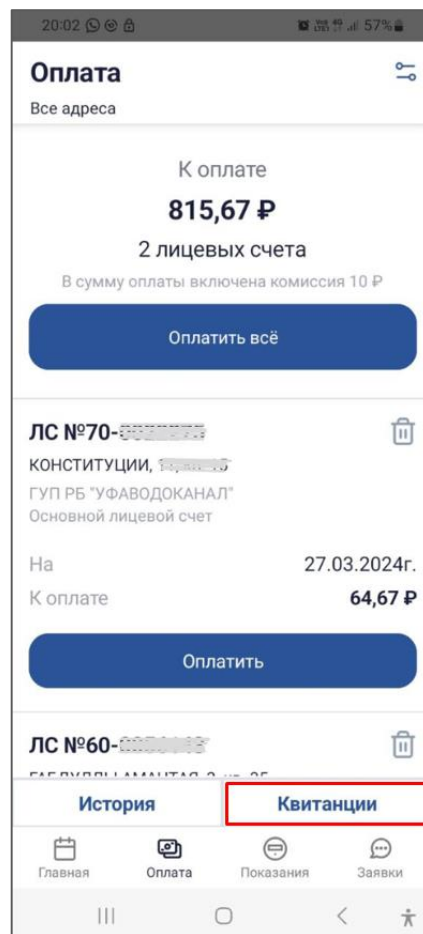 20:02 57%
Оплата
Все адреса
К оплате
815,67 ₽
2 лицевых счета
В сумму оплаты включена комиссия 10 ₽
Оплатить всё
ЛС №70-
КОНСТИТУЦИИ,
ГУП РБ "УФАВОДОКАНАЛ"
Основной лицевой счет
На 27.03.2024г.
К оплате 64,67 ₽
Оплатить
ЛС №60-
История Квитанции
Главная Оплата Показания Заявки